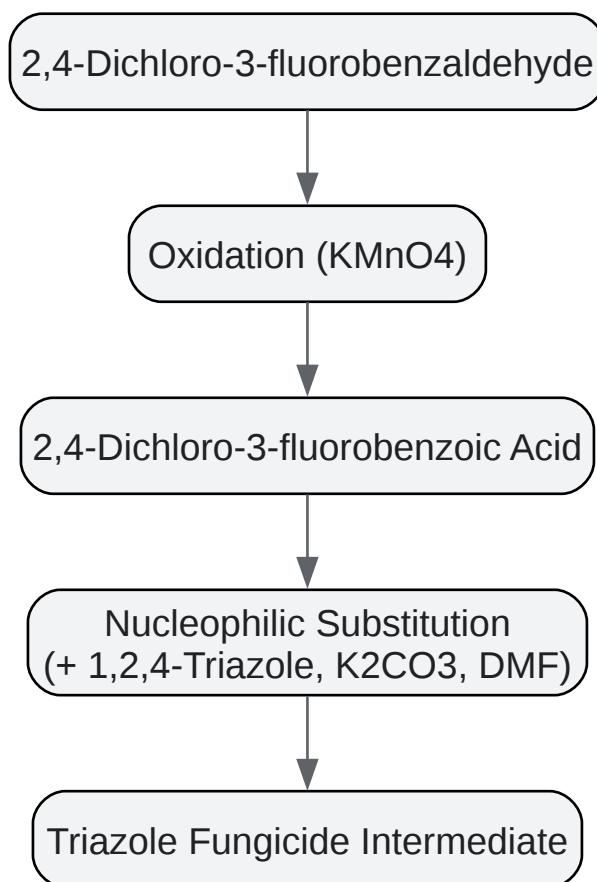 2,4-Dichloro-3-fluorobenzaldehyde
Oxidation (KMnO4)
2,4-Dichloro-3-fluorobenzoic Acid
Nucleophilic Substitution
(+ 1,2,4-Triazole, K2CO3, DMF)
Triazole Fungicide Intermediate